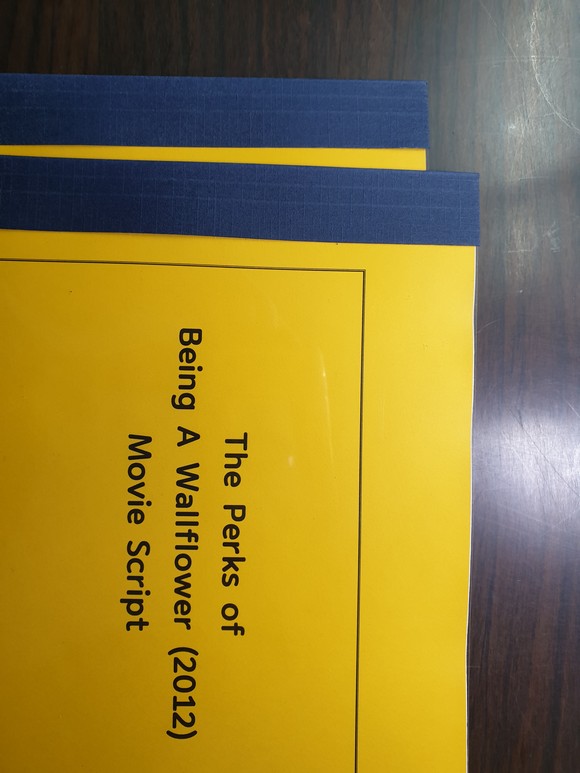 The Perks of
Being A Wallflower (2012)
Movie Script